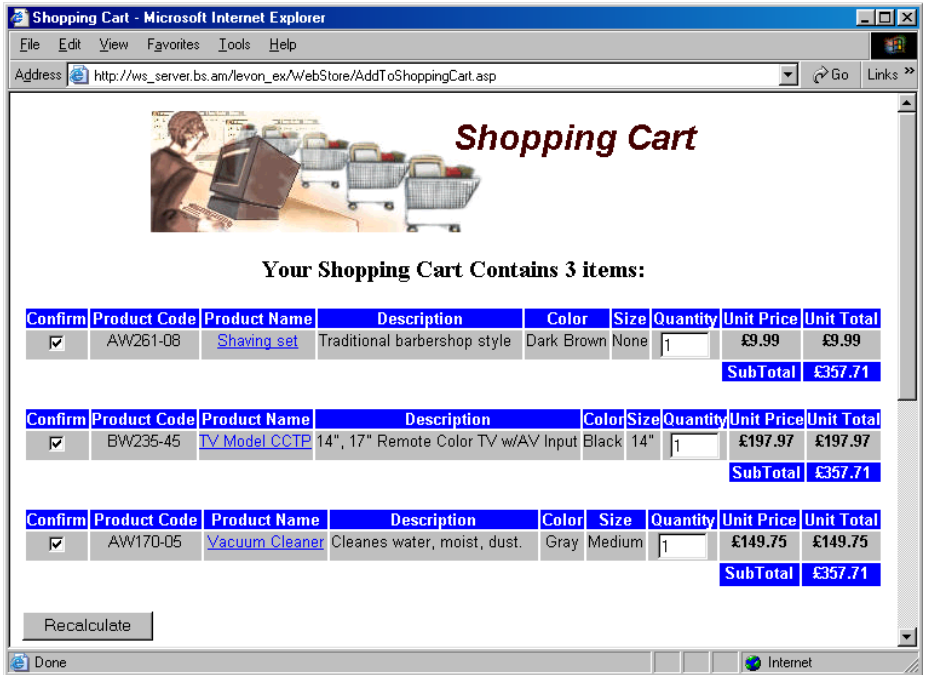 Shopping Cart - Microsoft Internet Explorer
File Edit View Favorites Tools Help
Address http://ws_server.bs.am/levon_ex/WebStore/AddToShoppingCart.asp Go Links »
Shopping Cart
Your Shopping Cart Contains 3 items:
Confirm Product Code Product Name Description Color Size Quantity Unit Price Unit Total
AW261-08 Shaving set Traditional barbershop style Dark Brown None 1 £9.99 £9.99
SubTotal £357.71
Confirm Product Code Product Name Description Color Size Quantity Unit Price Unit Total
BW235-45 TV Model CCTP 14", 17" Remote Color TV w/AV Input Black 14" 1 £197.97 £197.97
SubTotal £357.71
Confirm Product Code Product Name Description Color Size Quantity Unit Price Unit Total
AW170-05 Vacuum Cleaner Cleanes water, moist, dust. Gray Medium 1 £149.75 £149.75
SubTotal £357.71
Recalculate
Done Internet